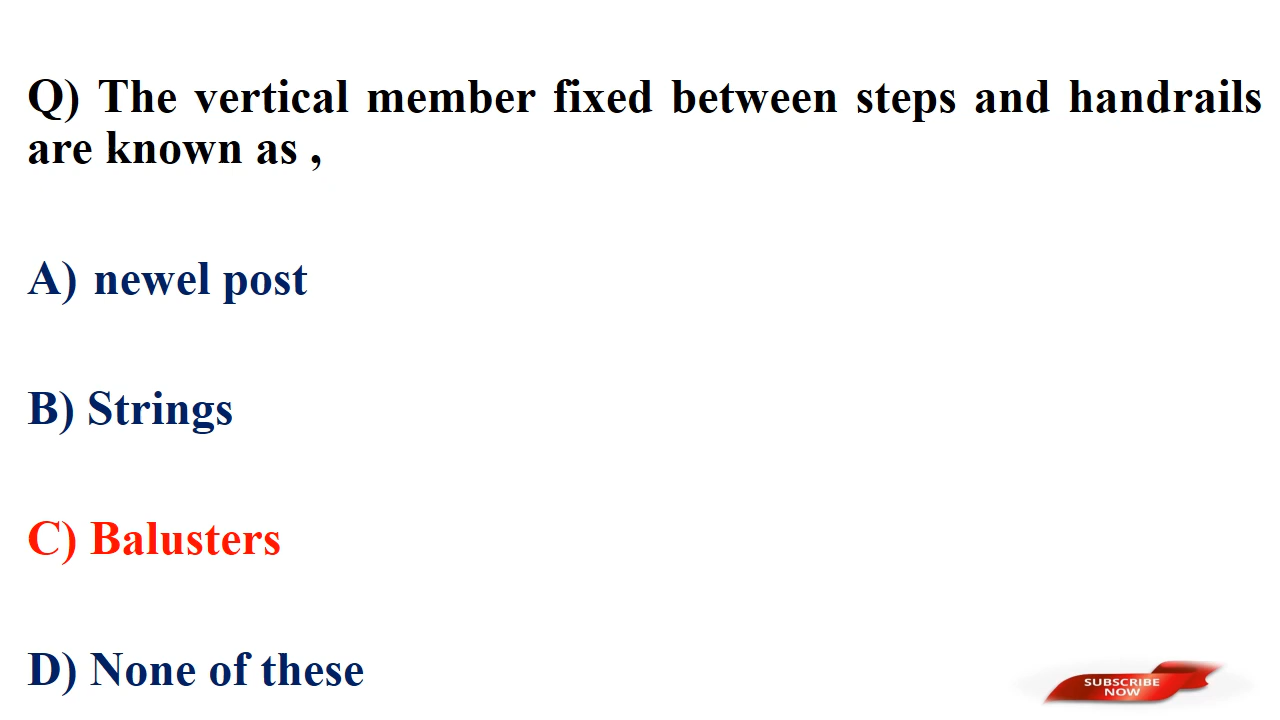 Q) The vertical member fixed between steps and handrails
are known as ,
A) newel post
B) Strings
C) Balusters
D) None of these
SUBSCRIBE
NOW